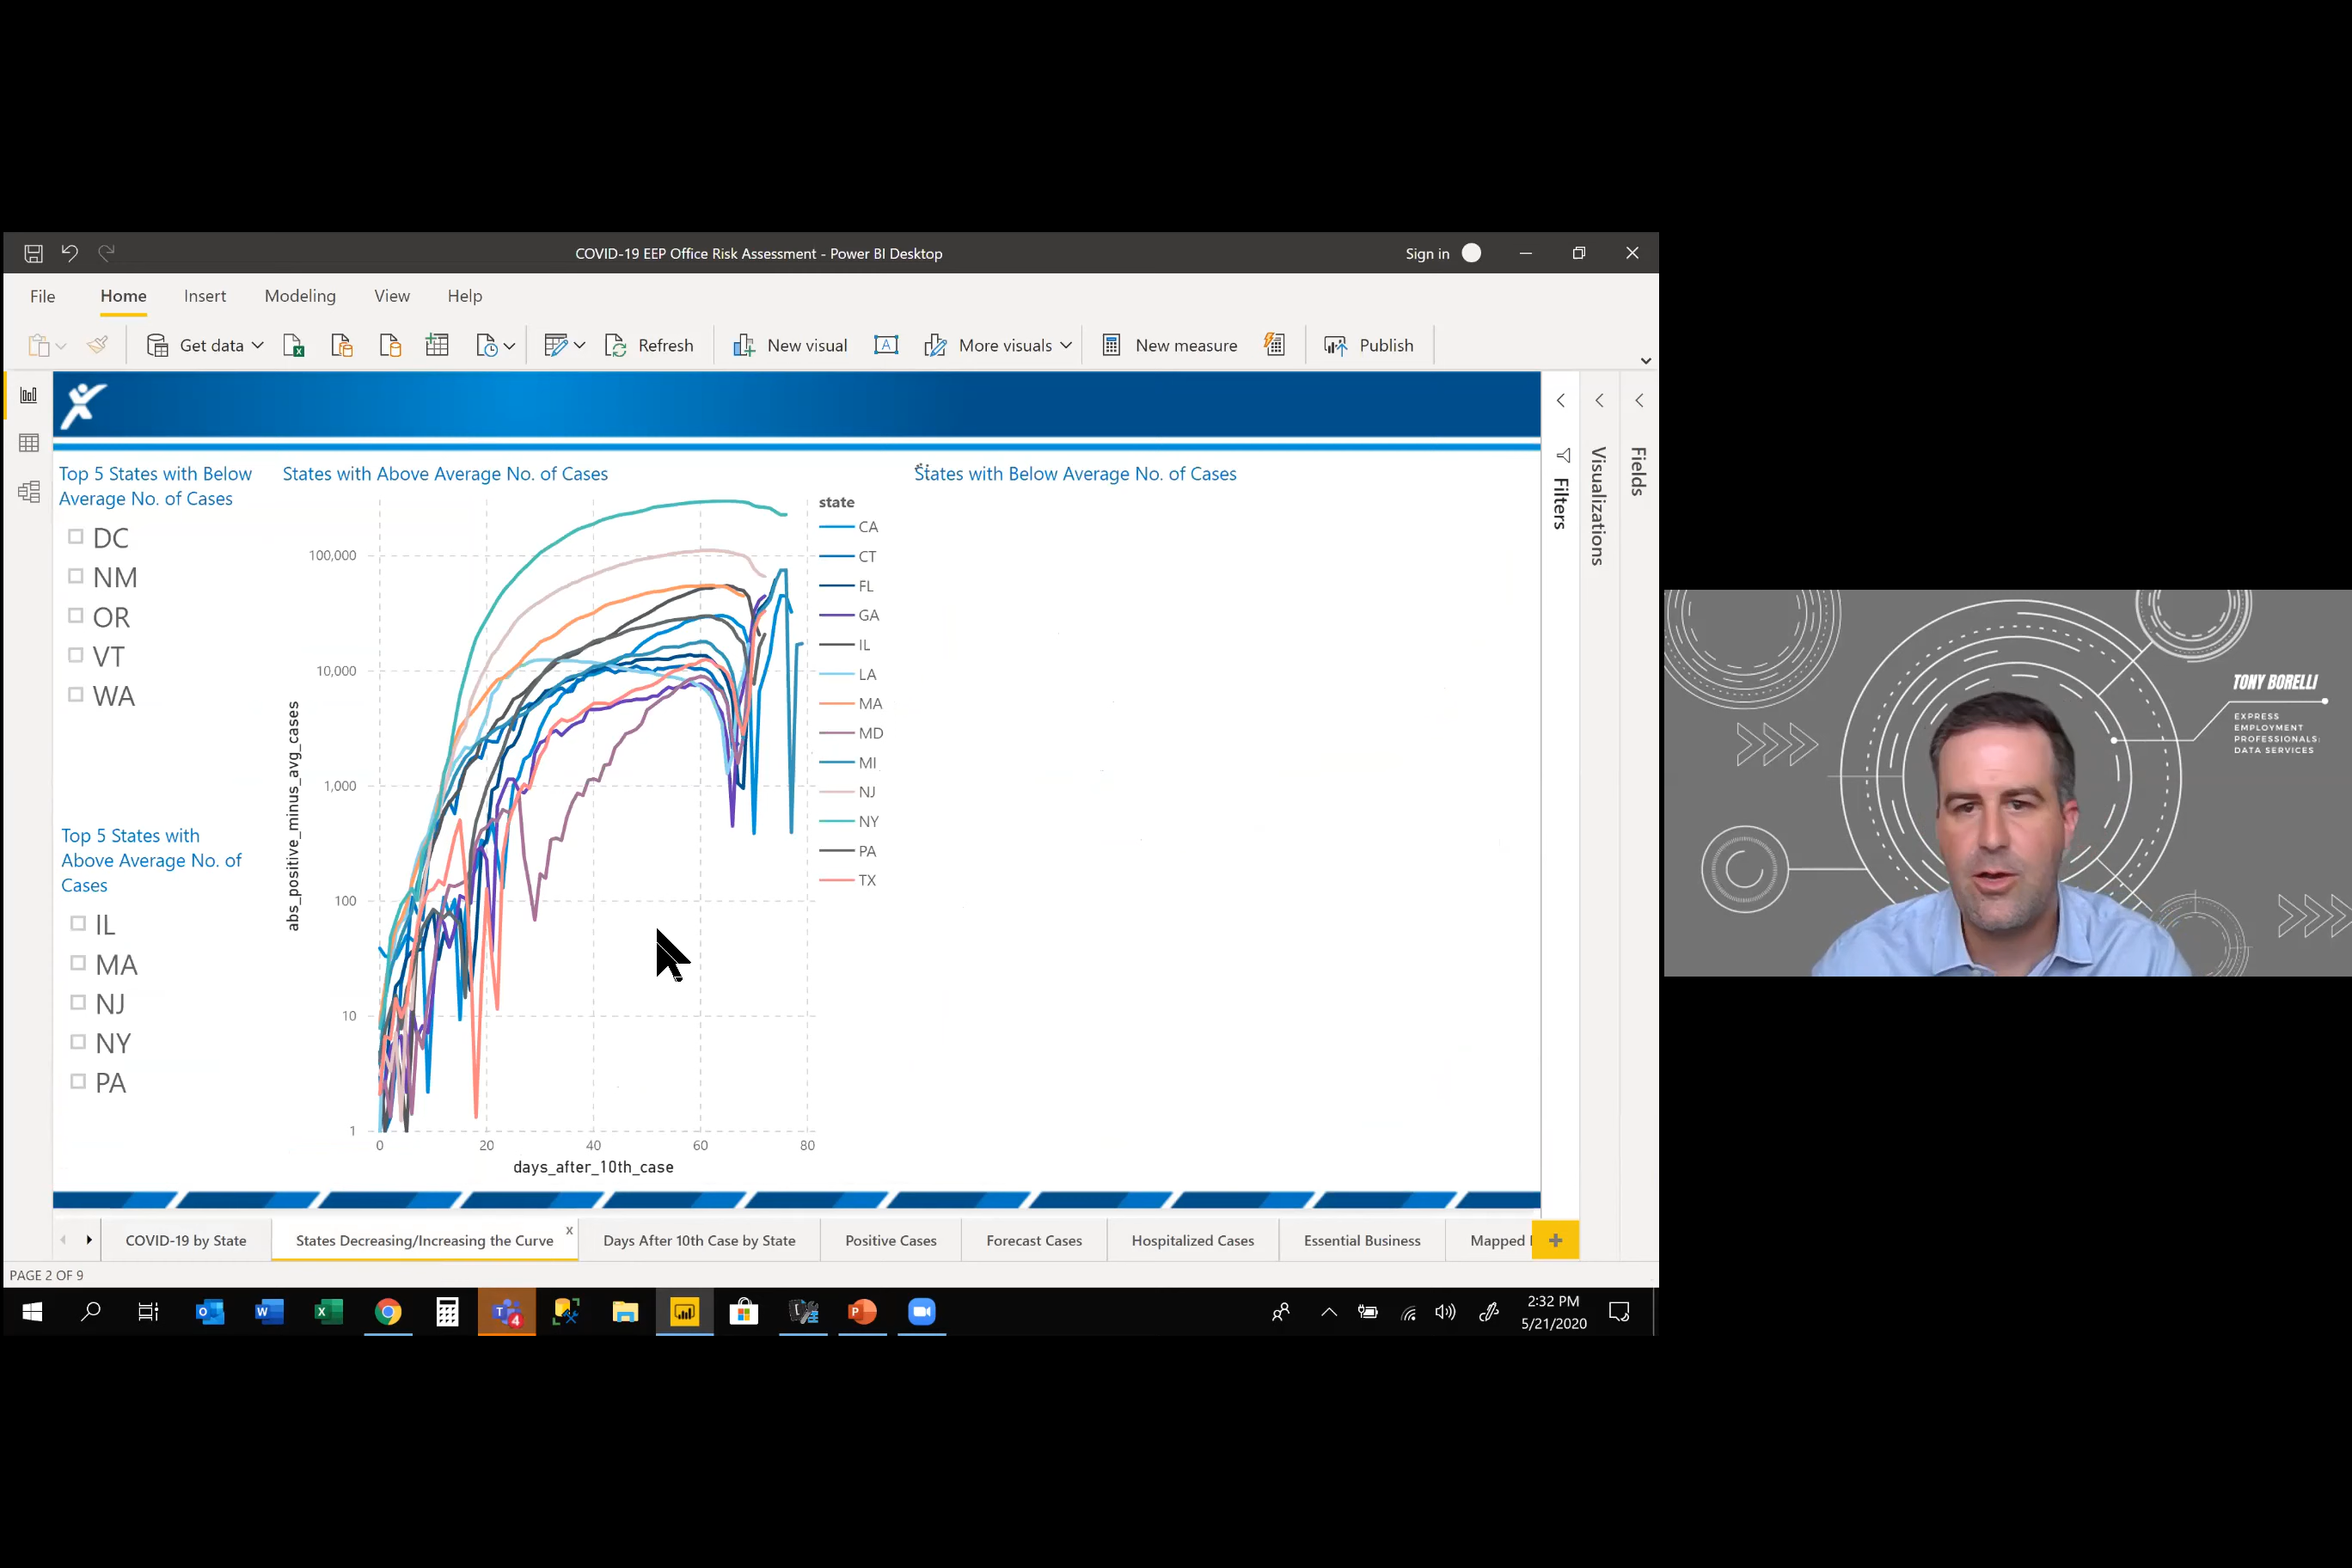 COVID-19 EEP Office Risk Assessment - Power BI Desktop
Sign in
File Home Insert Modeling View Help
Get data Refresh New visual More visuals New measure Publish
Top 5 States with Below
Average No. of Cases
DC
NM
OR
VT
WA
Top 5 States with
Above Average No. of
Cases
IL
MA
NJ
NY
PA
States with Above Average No. of Cases
abs_positive_minus_avg_cases
100,000
10,000
1,000
100
10
1
0 20 40 60 80
days_after_10th_case
state
CA
CT
FL
GA
IL
LA
MA
MD
MI
NJ
NY
PA
TX
States with Below Average No. of Cases
Filters
Visualizations
Fields
TONY BORELLI
EXPRESS
EMPLOYMENT
PROFESSIONALS:
DATA SERVICES
COVID-19 by State States Decreasing/Increasing the Curve x Days After 10th Case by State Positive Cases Forecast Cases Hospitalized Cases Essential Business Mapped
PAGE 2 OF 9
4
2:32 PM
5/21/2020